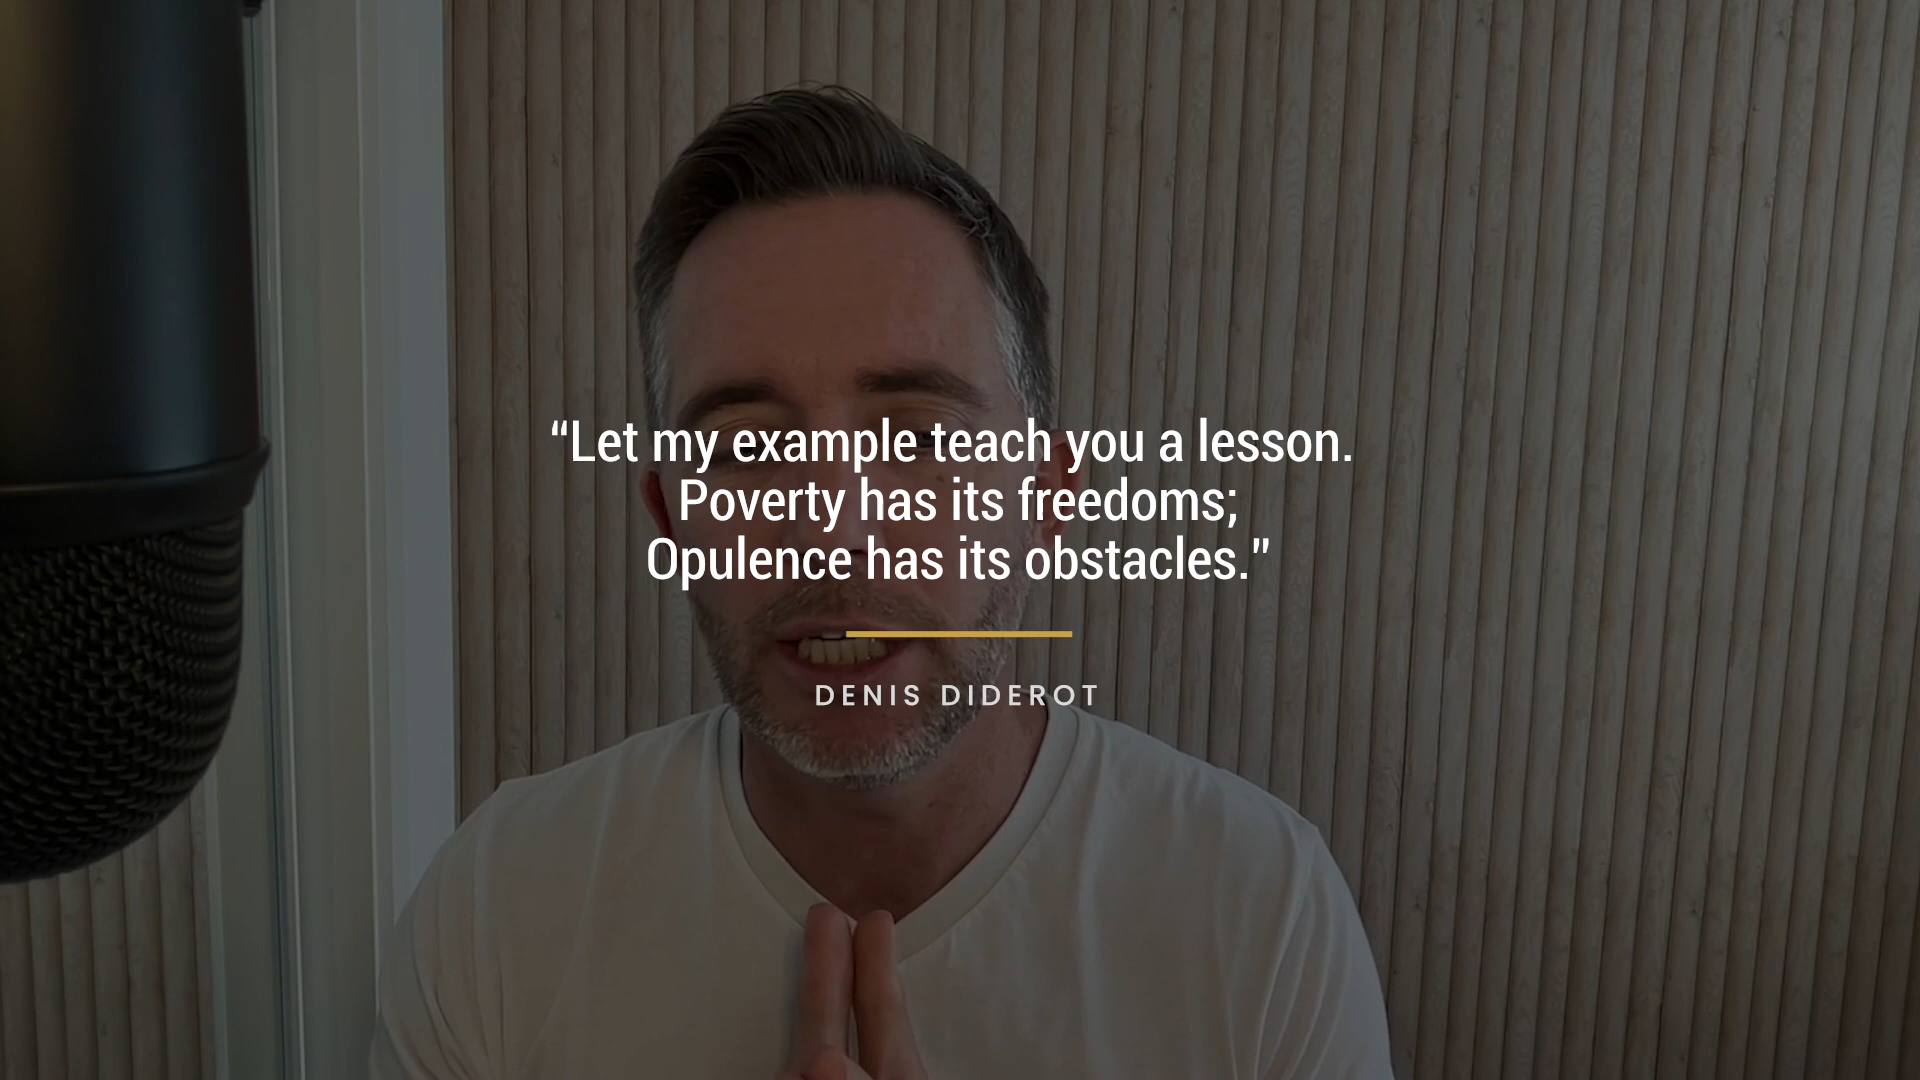 “Let my example teach you a lesson.
Poverty has its freedoms;
Opulence has its obstacles.”
DENIS DIDEROT